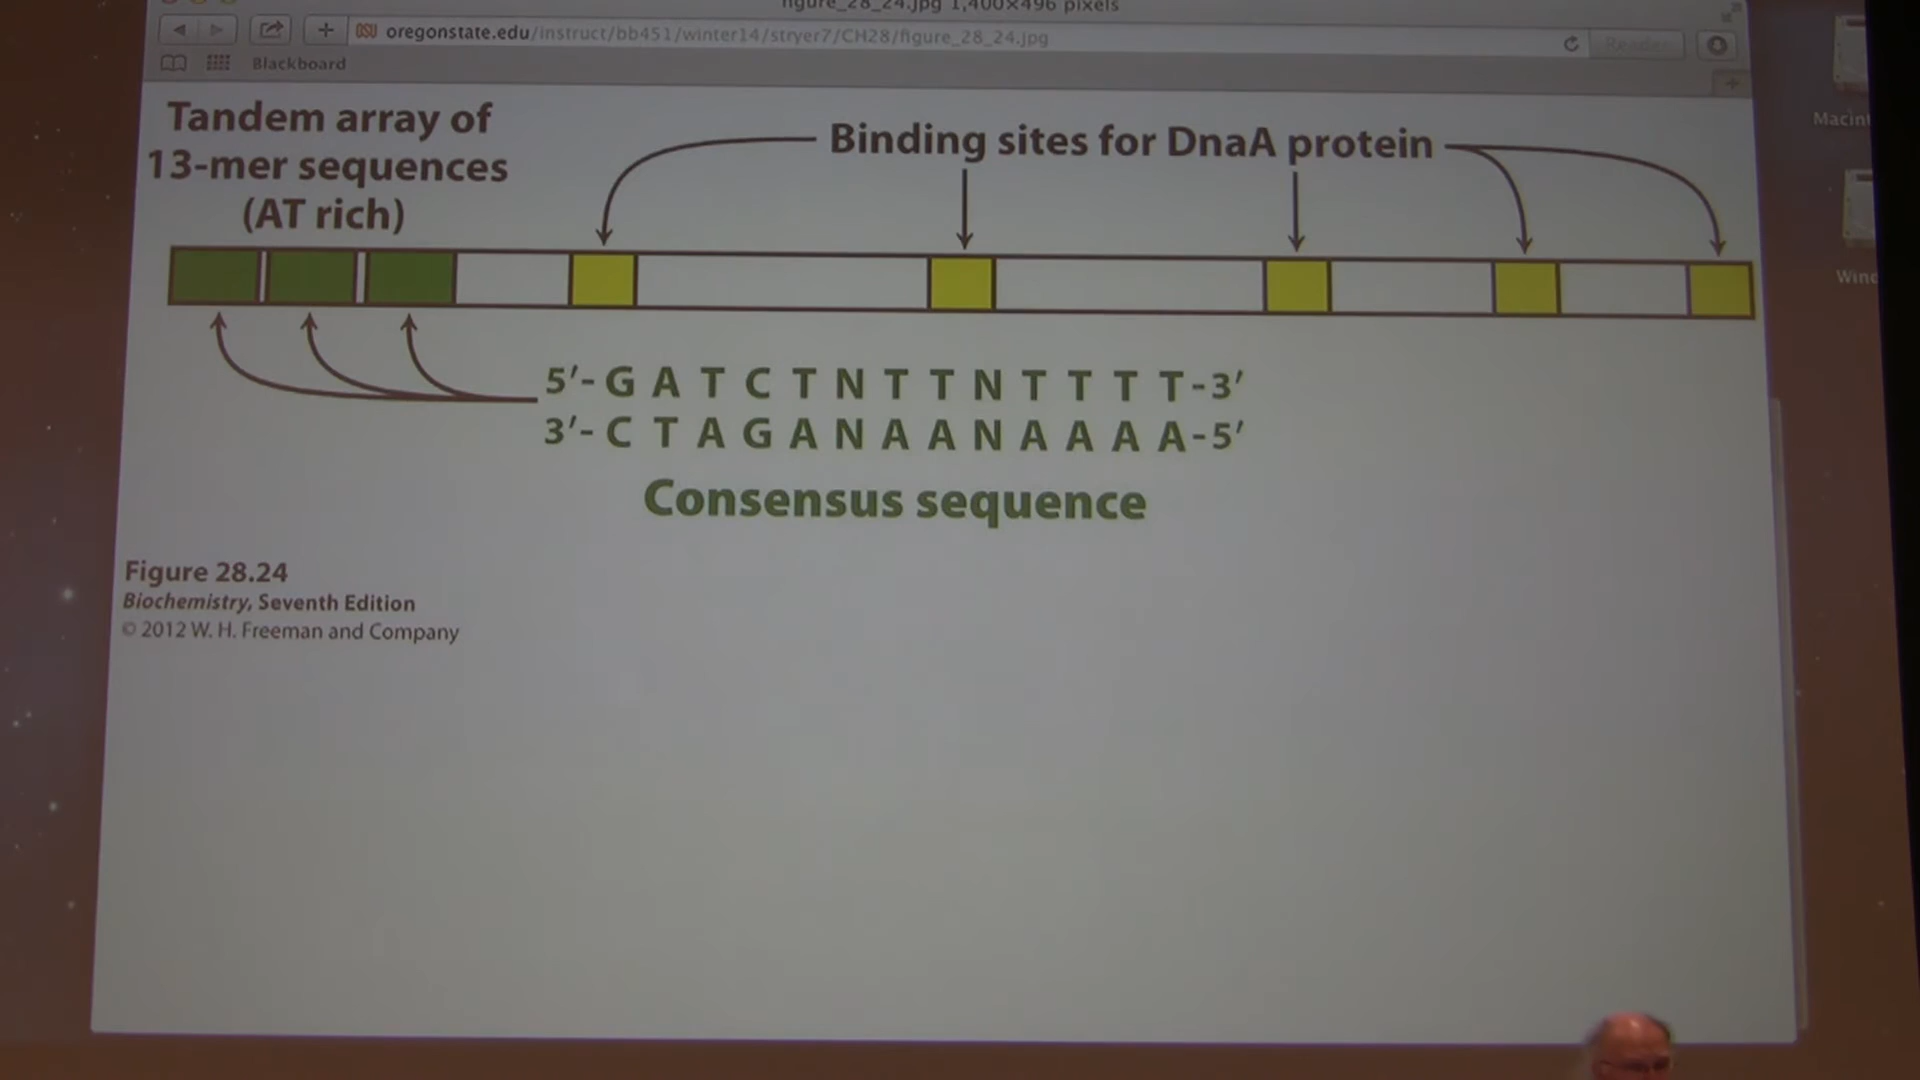 figure_28_24.jpg 1,400×496 pixels
oregonstate.edu/instruct/bb451/winter14/stryer7/CH28/figure_28_24.jpg
Reader
Blackboard
Tandem array of
13-mer sequences
(AT rich)
Binding sites for DnaA protein
5′-G A T C T N T T N T T T T-3′
3′-C T A G A N A A N A A A A-5′
Consensus sequence
Figure 28.24
Biochemistry, Seventh Edition
© 2012 W. H. Freeman and Company